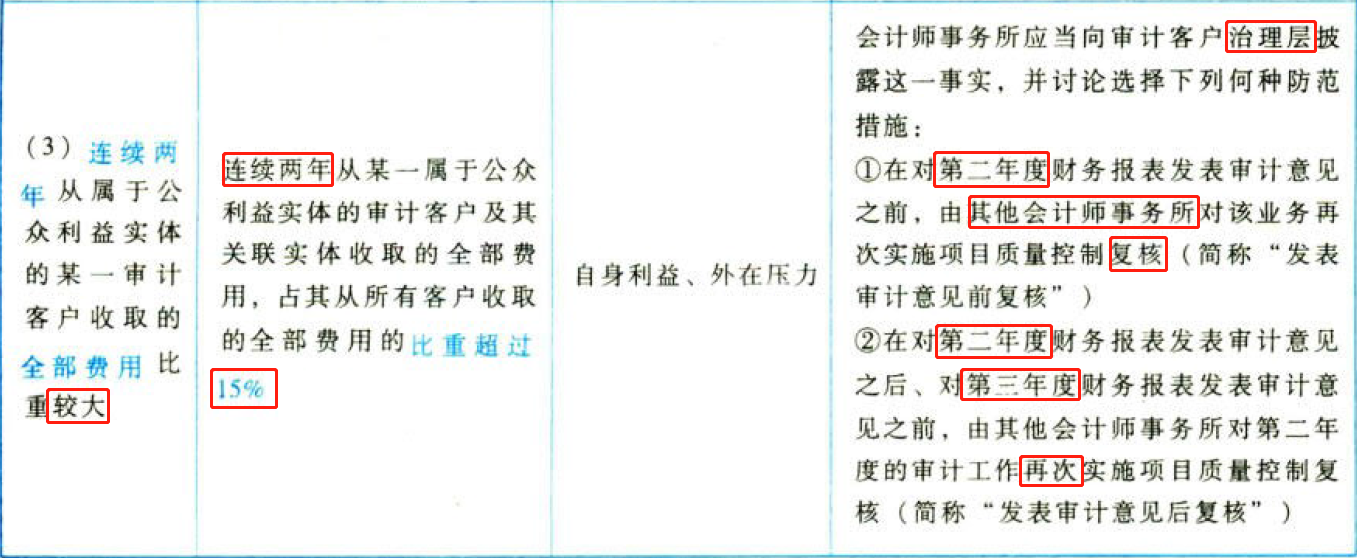 (3) 连续两
年从属于公
众利益实体
的某一审计
客户收取的
全部费用比
重较大
连续两年从某一属于公众
利益实体的审计客户及其
关联实体收取的全部费
用，占其从所有客户收取
的全部费用的比重超过
15%
自身利益、外在压力
会计师事务所应当向审计客户治理层披
露这一事实，并讨论选择下列何种防范
措施：
①在对第二年度财务报表发表审计意见
之前，由其他会计师事务所对该业务再
次实施项目质量控制复核（简称“发表
审计意见前复核”）
②在对第二年度财务报表发表审计意见
之后、对第三年度财务报表发表审计意
见之前，由其他会计师事务所对第二年
度的审计工作再次实施项目质量控制复
核（简称“发表审计意见后复核”）